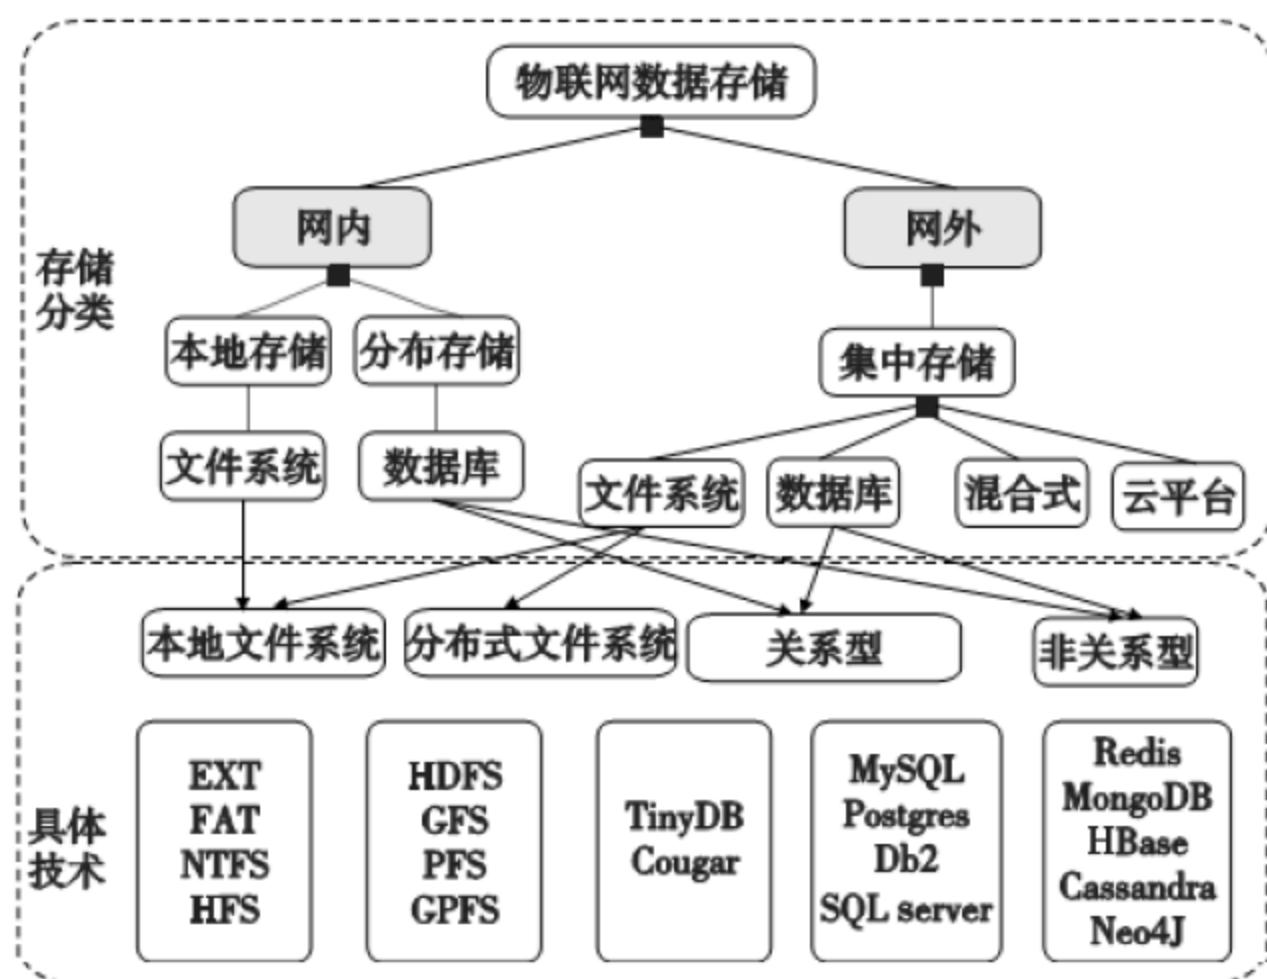 物联网数据存储
网内
网外
存储
分类
本地存储
分布存储
集中存储
文件系统
数据库
文件系统
数据库
混合式
云平台
本地文件系统
分布式文件系统
关系型
非关系型
具体
技术
EXT
FAT
NTFS
HFS
HDFS
GFS
PFS
GPFS
TinyDB
Cougar
MySQL
Postgres
Db2
SQL server
Redis
MongoDB
HBase
Cassandra
Neo4J